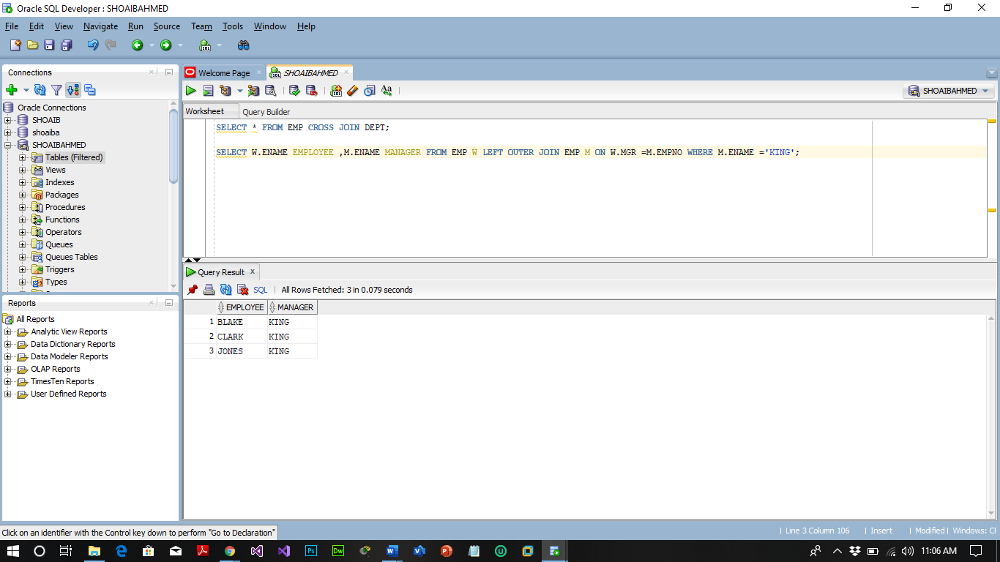 Oracle SQL Developer : SHOAIBAHMED
File Edit View Navigate Run Source Team Tools Window Help
Connections
Oracle Connections
SHOAIB
shoaiba
SHOAIBAHMED
Tables (Filtered)
Views
Indexes
Packages
Procedures
Functions
Operators
Queues
Queues Tables
Triggers
Types
Reports
All Reports
Analytic View Reports
Data Dictionary Reports
Data Modeler Reports
OLAP Reports
TimesTen Reports
User Defined Reports
Welcome Page SHOAIBAHMED
SHOAIBAHMED
Worksheet Query Builder
SELECT * FROM EMP CROSS JOIN DEPT;
SELECT W.ENAME EMPLOYEE ,M.ENAME MANAGER FROM EMP W LEFT OUTER JOIN EMP M ON W.MGR =M.EMPNO WHERE M.ENAME ='KING';
Query Result x
SQL | All Rows Fetched: 3 in 0.079 seconds
EMPLOYEE MANAGER
1 BLAKE KING
2 CLARK KING
3 JONES KING
Click on an identifier with the Control key down to perform "Go to Declaration"
| Line 3 Column 106 | Insert | Modified | Windows: CF
11:06 AM